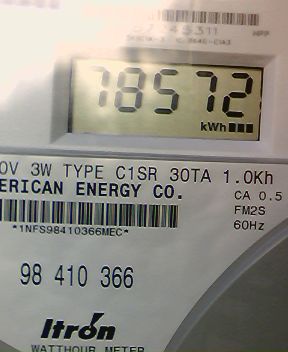 78572
kWh
0V 3W TYPE C1SR 30TA 1.0Kh
ERICAN ENERGY CO.
CA 0.5
FM2S
*1NFS98410366MEC*
60Hz
98 410 366
Itrón
WATTHOUR METER